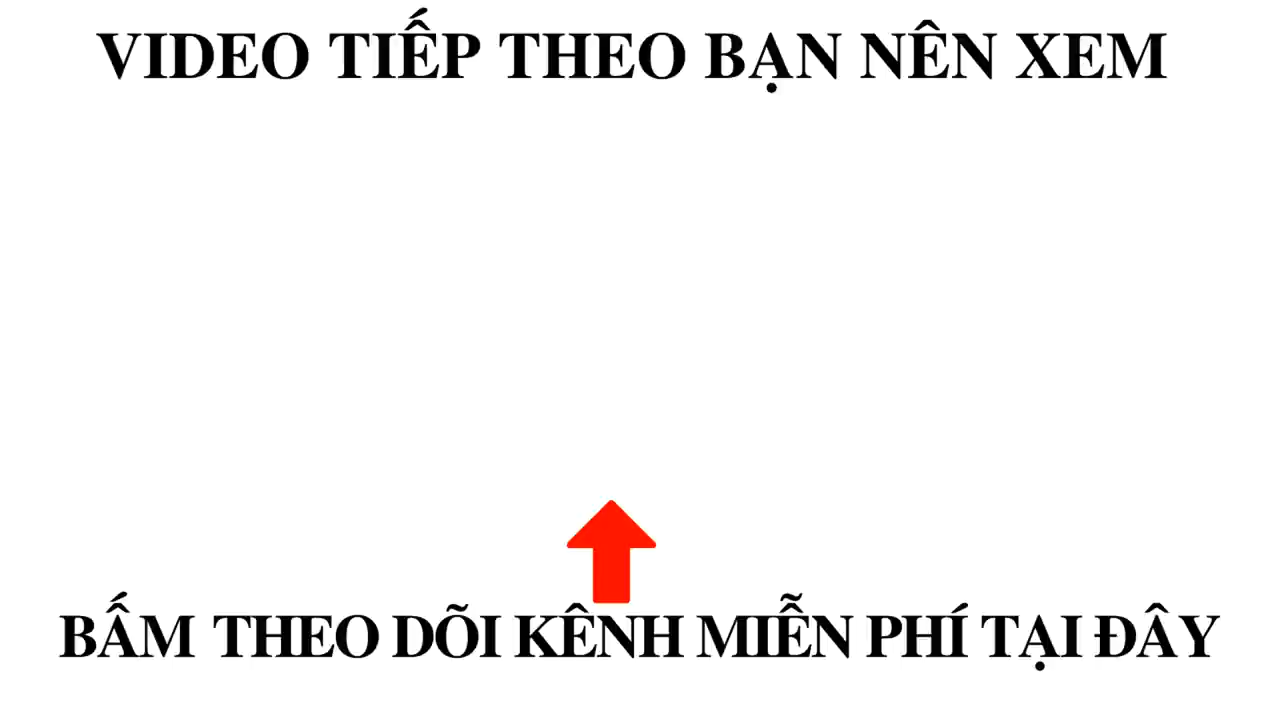 VIDEO TIẾP THEO BẠN NÊN XEM
BẤM THEO DÕI KÊNH MIỄN PHÍ TẠI ĐÂY